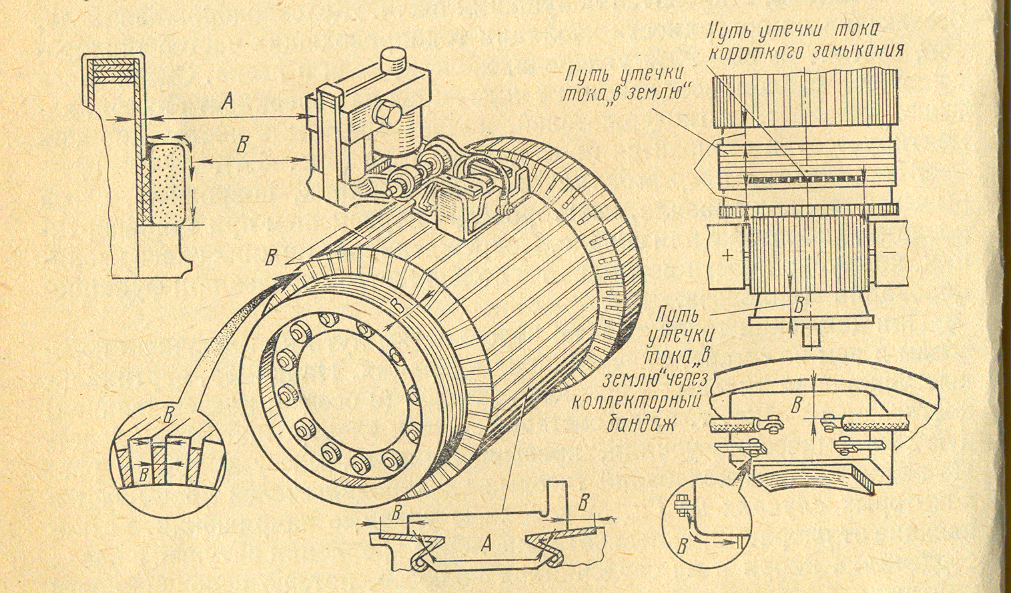 Путь утечки тока
короткого замыкания
Путь утечки
тока „в землю“
A
B
B
B
+
−
B
Путь
утечки
тока „в
землю“ через
коллекторный
бандаж
B
B
B
B
B
A
B